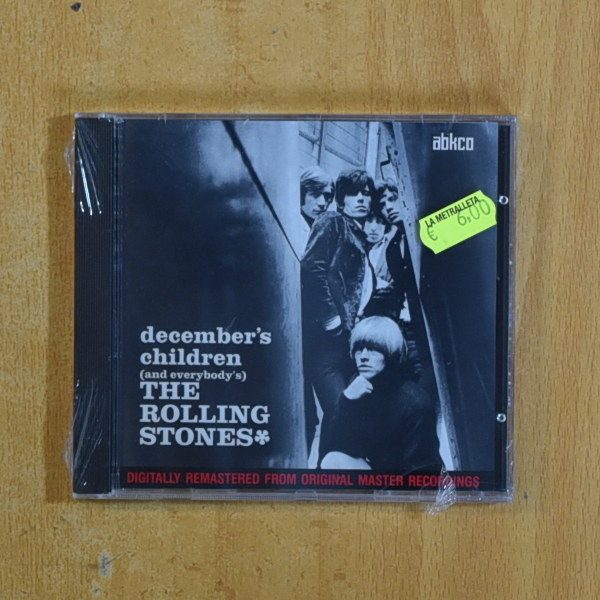 abkco
LA METRALLETA
€ 6,00
december's
children
(and everybody's)
THE
ROLLING
STONES*
DIGITALLY REMASTERED FROM ORIGINAL MASTER RECORDINGS